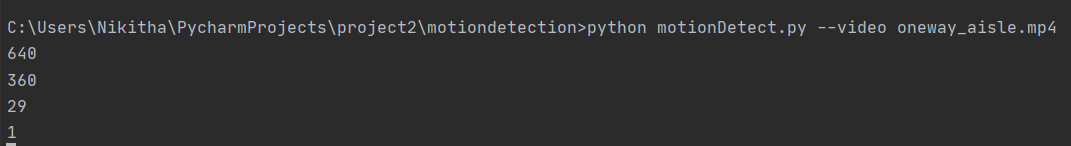 C:\Users\Nikitha\PycharmProjects\project2\motiondetection>python motionDetect.py --video oneway_aisle.mp4
640
360
29
1